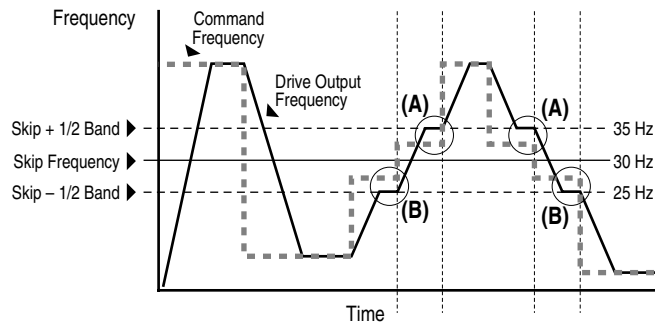 Frequency
Command
Frequency
Drive Output
Frequency
(A)
(A)
Skip + 1/2 Band
35 Hz
Skip Frequency
30 Hz
Skip – 1/2 Band
25 Hz
(B)
(B)
Time